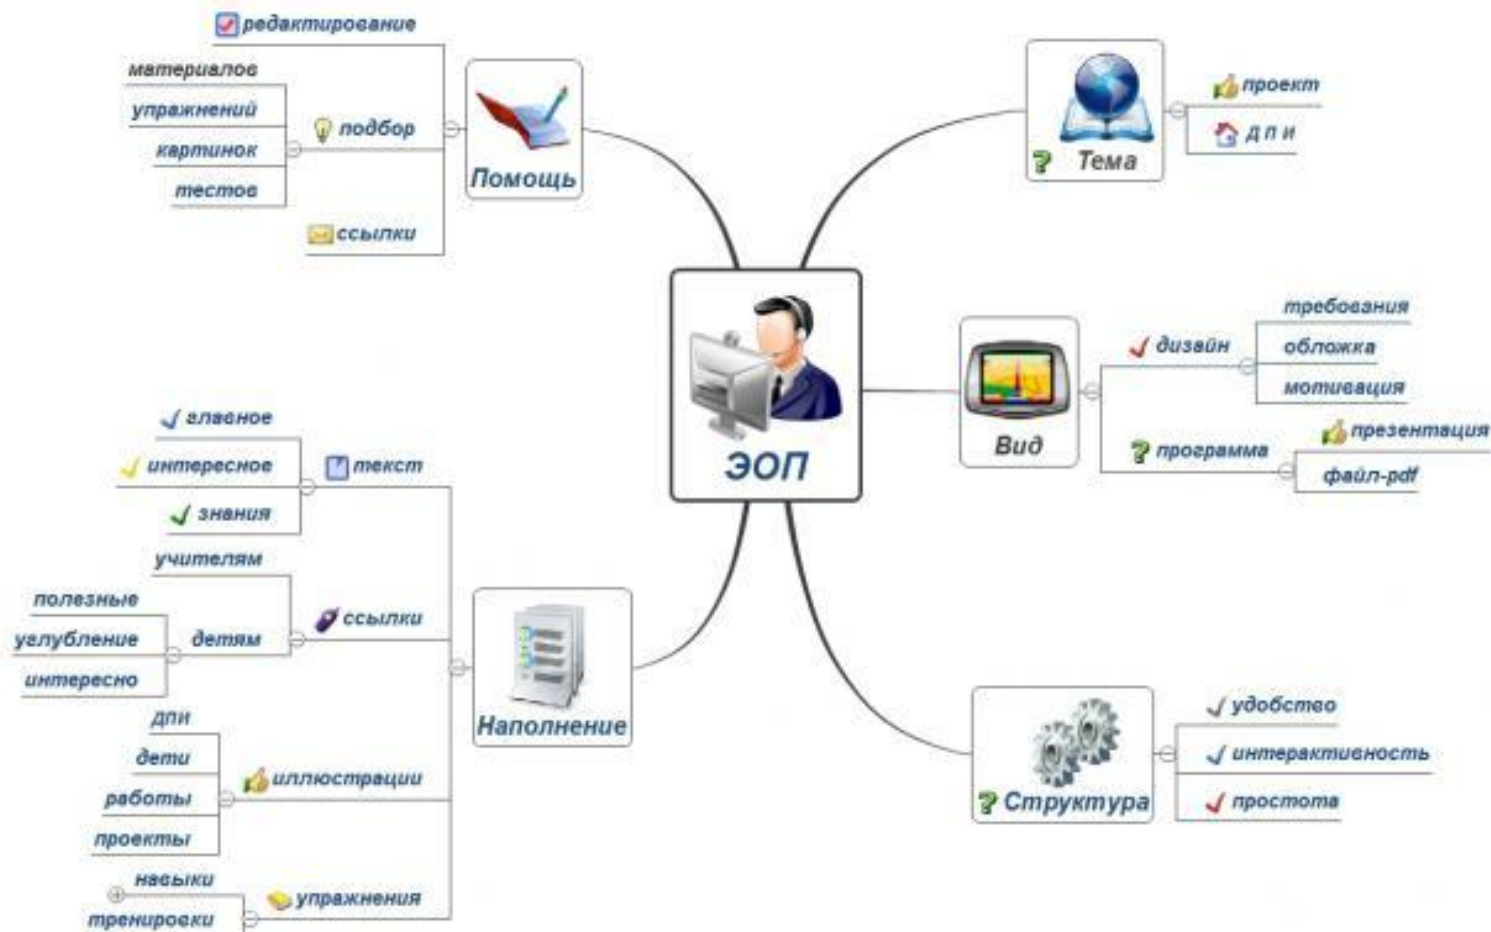 редактирование
материалов
упражнений
картинок
тестов
подбор
ссылки
Помощь
Тема
проект
д п и
ЭОП
Вид
дизайн
требования
обложка
мотивация
программа
презентация
файл-pdf
главное
интересное
знания
текст
учителям
полезные
углубление
интересно
детям
ссылки
Наполнение
дпи
дети
работы
проекты
иллюстрации
навыки
тренировки
упражнения
Структура
удобство
интерактивность
простота